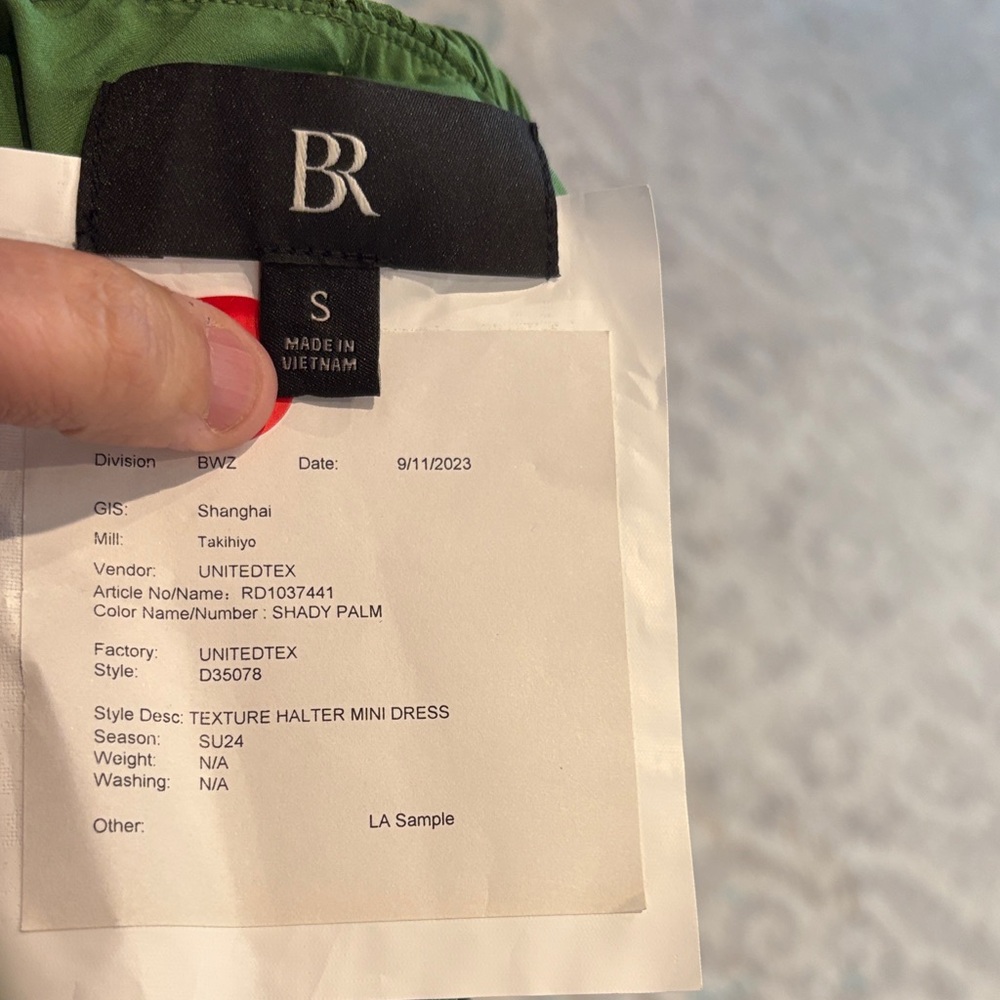 BR
S
MADE IN
VIETNAM
Division BWZ Date: 9/11/2023
GIS: Shanghai
Mill: Takihiyo
Vendor: UNITEDTEX
Article No/Name: RD1037441
Color Name/Number : SHADY PALM
Factory: UNITEDTEX
Style: D35078
Style Desc: TEXTURE HALTER MINI DRESS
Season: SU24
Weight: N/A
Washing: N/A
Other: LA Sample